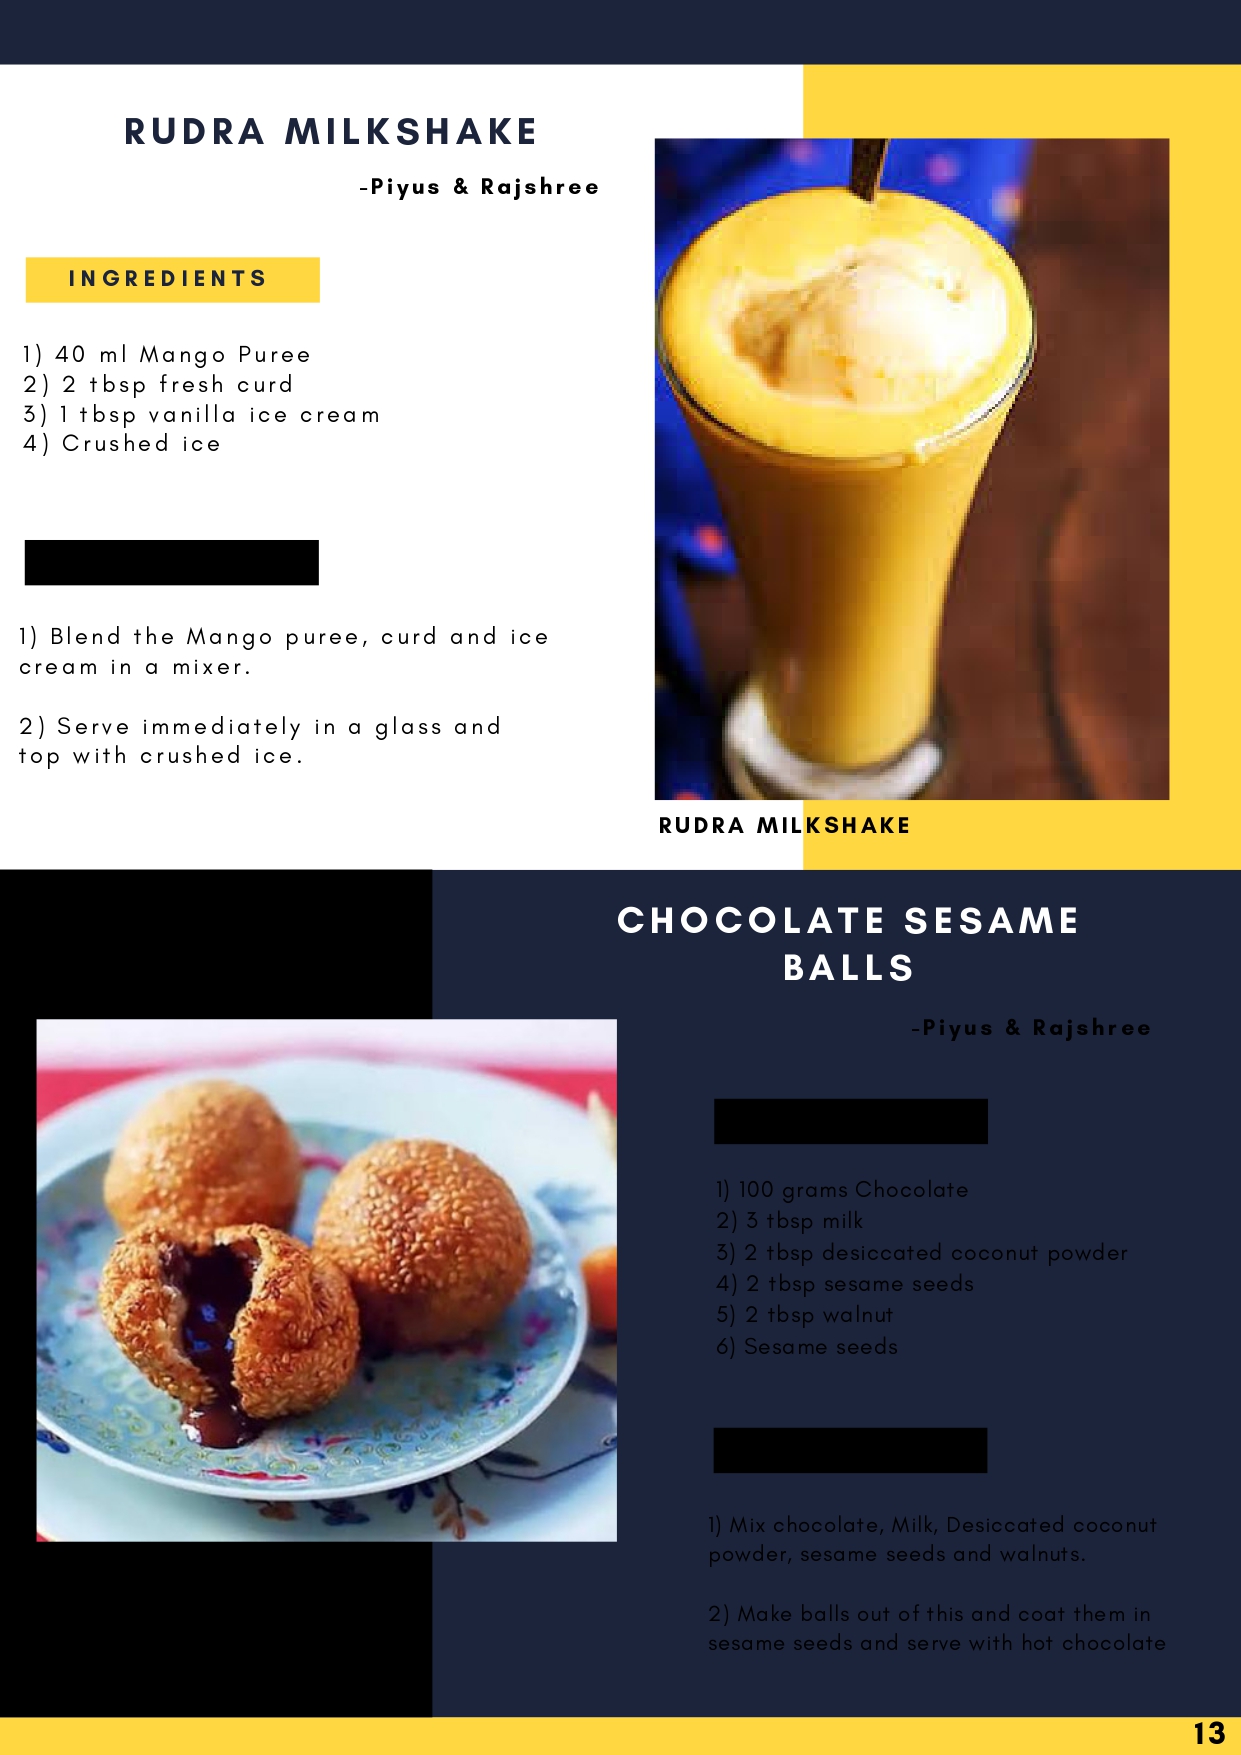 RUDRA MILKSHAKE
-Piyus & Rajshree
INGREDIENTS
1) 40 ml Mango Puree
2) 2 tbsp fresh curd
3) 1 tbsp vanilla ice cream
4) Crushed ice
1) Blend the Mango puree, curd and ice
cream in a mixer.
2) Serve immediately in a glass and
top with crushed ice.
RUDRA MILKSHAKE
CHOCOLATE SESAME
BALLS
-Piyus & Rajshree
1) 100 grams Chocolate
2) 3 tbsp milk
3) 2 tbsp desiccated coconut powder
4) 2 tbsp sesame seeds
5) 2 tbsp walnut
6) Sesame seeds
1) Mix chocolate, Milk, Desiccated coconut
powder, sesame seeds and walnuts.
2) Make balls out of this and coat them in
sesame seeds and serve with hot chocolate
13